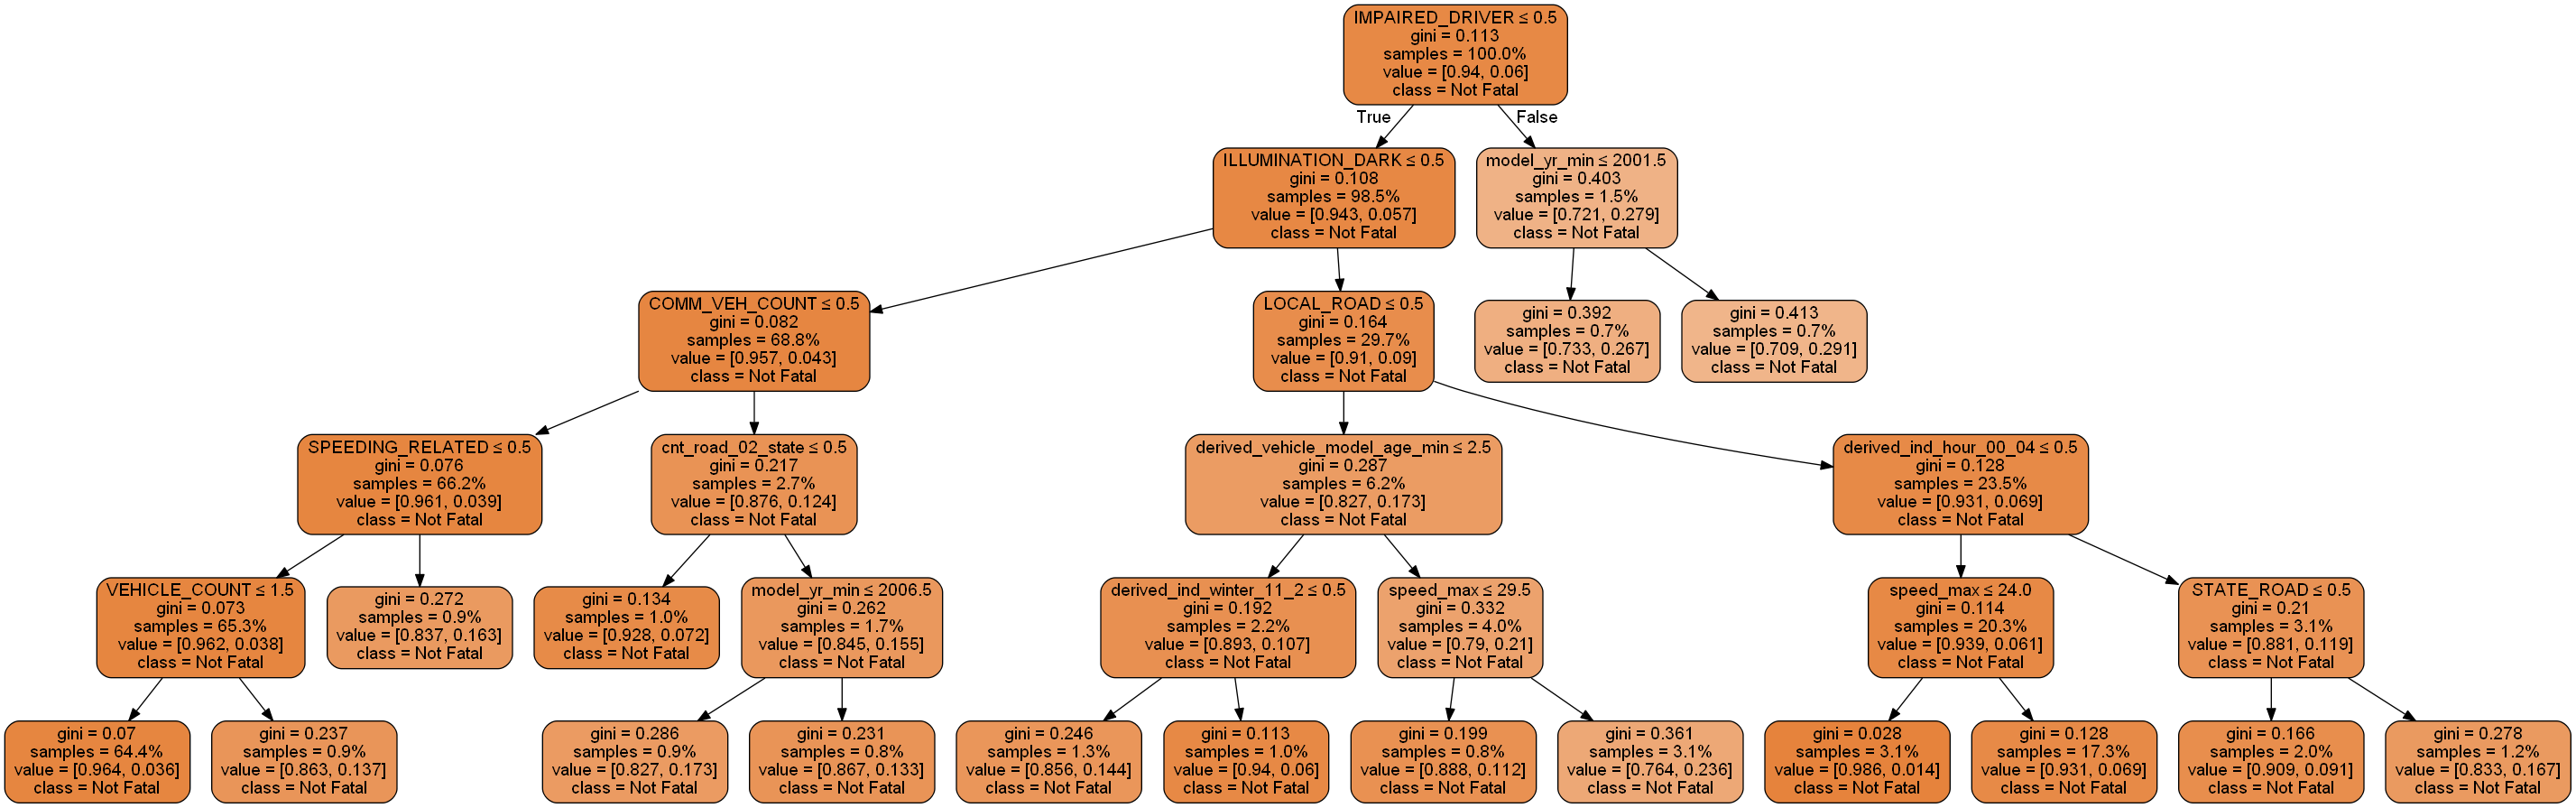 IMPAIRED_DRIVER ≤ 0.5
gini = 0.113
samples = 100.0%
value = [0.94, 0.06]
class = Not Fatal
True
False
ILLUMINATION_DARK ≤ 0.5
gini = 0.108
samples = 98.5%
value = [0.943, 0.057]
class = Not Fatal
model_yr_min ≤ 2001.5
gini = 0.403
samples = 1.5%
value = [0.721, 0.279]
class = Not Fatal
COMM_VEH_COUNT ≤ 0.5
gini = 0.082
samples = 68.8%
value = [0.957, 0.043]
class = Not Fatal
LOCAL_ROAD ≤ 0.5
gini = 0.164
samples = 29.7%
value = [0.91, 0.09]
class = Not Fatal
gini = 0.392
samples = 0.7%
value = [0.733, 0.267]
class = Not Fatal
gini = 0.413
samples = 0.7%
value = [0.709, 0.291]
class = Not Fatal
SPEEDING_RELATED ≤ 0.5
gini = 0.076
samples = 66.2%
value = [0.961, 0.039]
class = Not Fatal
cnt_road_02_state ≤ 0.5
gini = 0.217
samples = 2.7%
value = [0.876, 0.124]
class = Not Fatal
derived_vehicle_model_age_min ≤ 2.5
gini = 0.287
samples = 6.2%
value = [0.827, 0.173]
class = Not Fatal
derived_ind_hour_00_04 ≤ 0.5
gini = 0.128
samples = 23.5%
value = [0.931, 0.069]
class = Not Fatal
VEHICLE_COUNT ≤ 1.5
gini = 0.073
samples = 65.3%
value = [0.962, 0.038]
class = Not Fatal
gini = 0.272
samples = 0.9%
value = [0.837, 0.163]
class = Not Fatal
gini = 0.134
samples = 1.0%
value = [0.928, 0.072]
class = Not Fatal
model_yr_min ≤ 2006.5
gini = 0.262
samples = 1.7%
value = [0.845, 0.155]
class = Not Fatal
derived_ind_winter_11_2 ≤ 0.5
gini = 0.192
samples = 2.2%
value = [0.893, 0.107]
class = Not Fatal
speed_max ≤ 29.5
gini = 0.332
samples = 4.0%
value = [0.79, 0.21]
class = Not Fatal
speed_max ≤ 24.0
gini = 0.114
samples = 20.3%
value = [0.939, 0.061]
class = Not Fatal
STATE_ROAD ≤ 0.5
gini = 0.21
samples = 3.1%
value = [0.881, 0.119]
class = Not Fatal
gini = 0.07
samples = 64.4%
value = [0.964, 0.036]
class = Not Fatal
gini = 0.237
samples = 0.9%
value = [0.863, 0.137]
class = Not Fatal
gini = 0.286
samples = 0.9%
value = [0.827, 0.173]
class = Not Fatal
gini = 0.231
samples = 0.8%
value = [0.867, 0.133]
class = Not Fatal
gini = 0.246
samples = 1.3%
value = [0.856, 0.144]
class = Not Fatal
gini = 0.113
samples = 1.0%
value = [0.94, 0.06]
class = Not Fatal
gini = 0.199
samples = 0.8%
value = [0.888, 0.112]
class = Not Fatal
gini = 0.361
samples = 3.1%
value = [0.764, 0.236]
class = Not Fatal
gini = 0.028
samples = 3.1%
value = [0.986, 0.014]
class = Not Fatal
gini = 0.128
samples = 17.3%
value = [0.931, 0.069]
class = Not Fatal
gini = 0.166
samples = 2.0%
value = [0.909, 0.091]
class = Not Fatal
gini = 0.278
samples = 1.2%
value = [0.833, 0.167]
class = Not Fatal